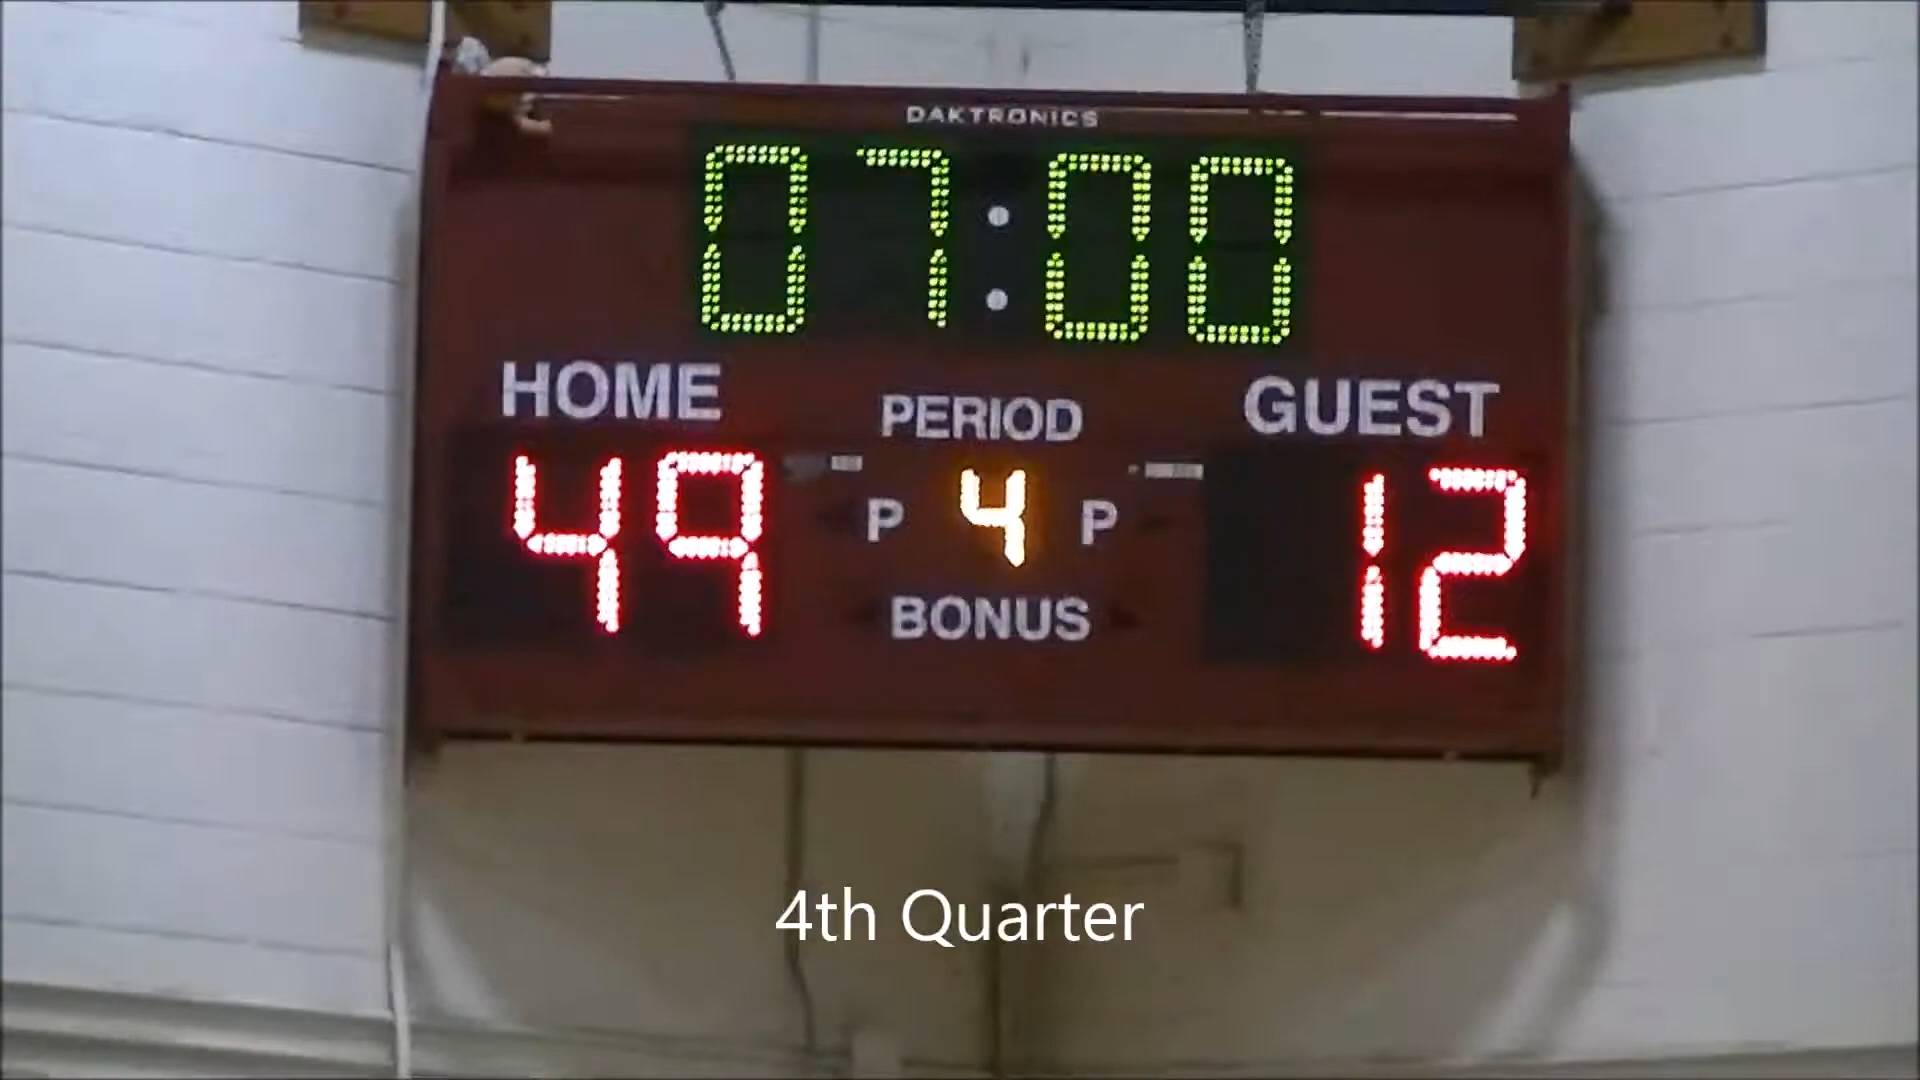 DAKTRONICS
07:00
HOME PERIOD GUEST
49 P 4 P 12
BONUS
4th Quarter